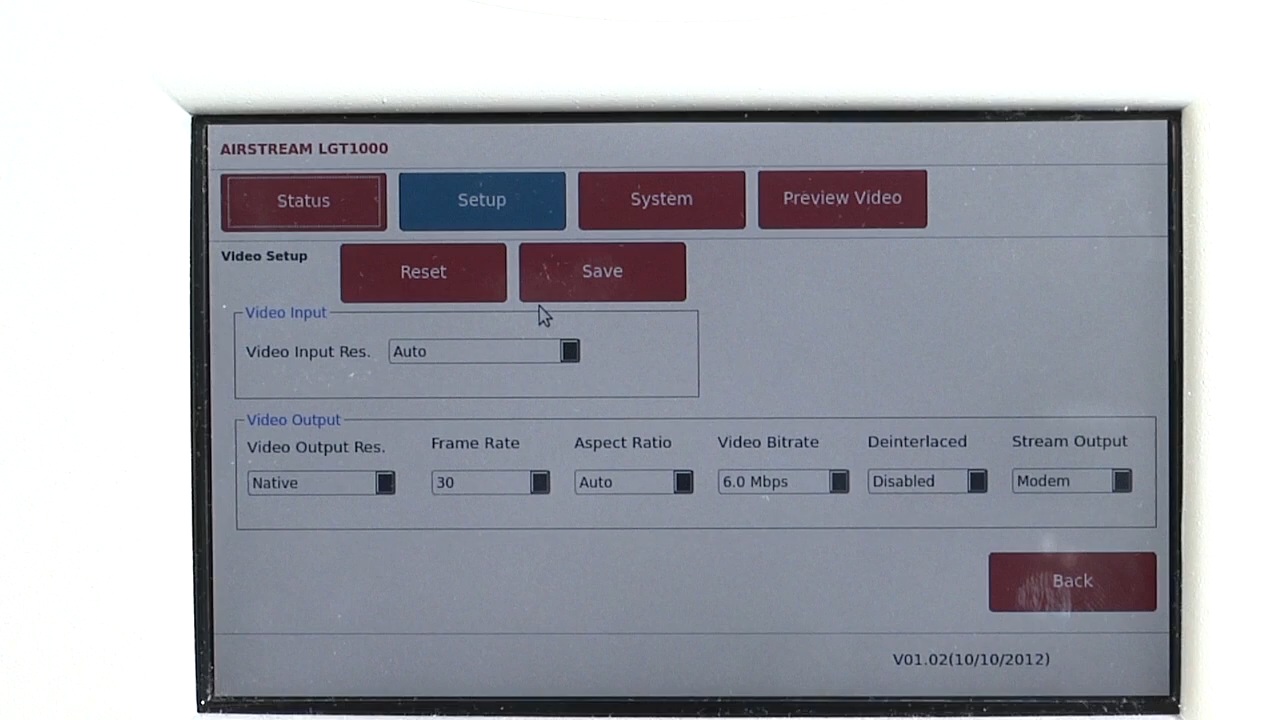 AIRSTREAM LGT1000
Status Setup System Preview Video
Video Setup Reset Save
Video Input
Video Input Res. Auto
Video Output
Video Output Res. Frame Rate Aspect Ratio Video Bitrate Deinterlaced Stream Output
Native 30 Auto 6.0 Mbps Disabled Modem
Back
V01.02(10/10/2012)